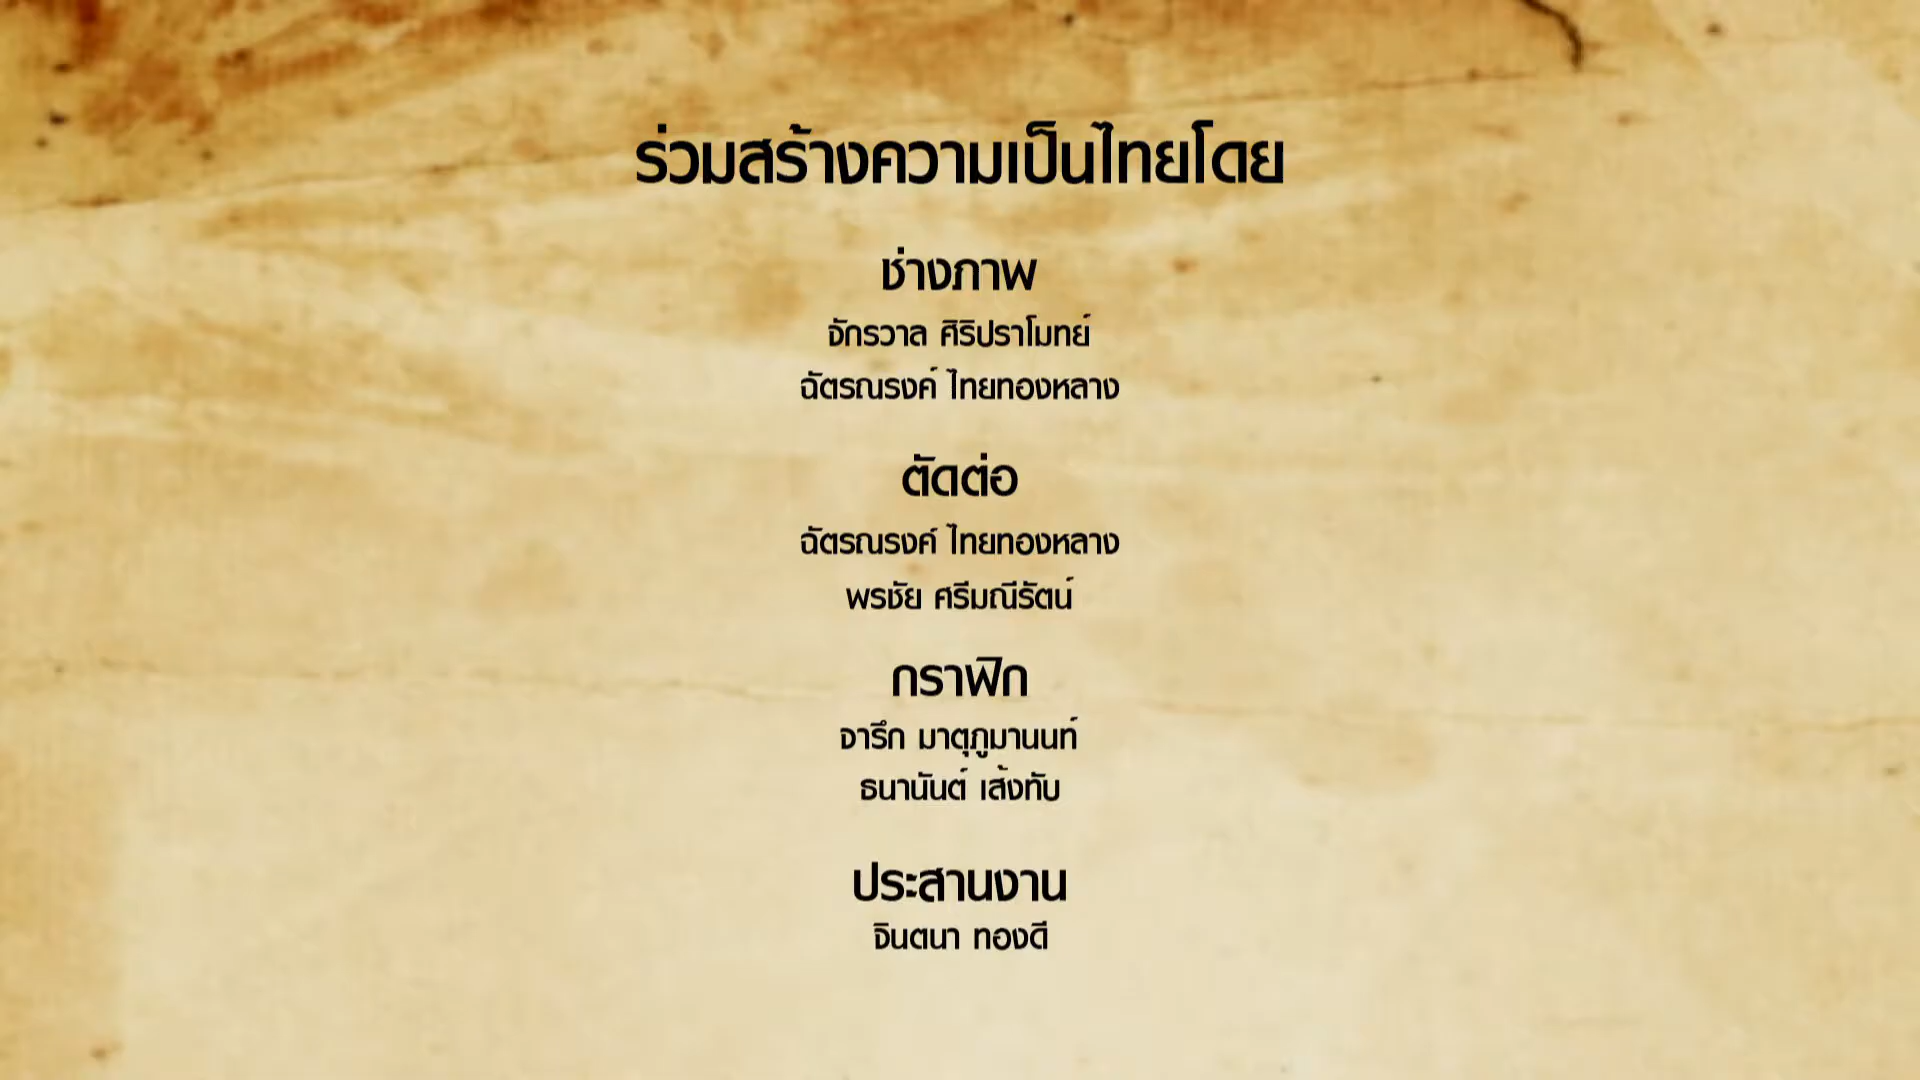 ร่วมสร้างความเป็นไทยโดย
ช่างภาพ
จักรวาล ศิริปราโมทย์
ฉัตรณรงค์ ไทยทองหลาง
ตัดต่อ
ฉัตรณรงค์ ไทยทองหลาง
พรชัย ศรีมณีรัตน์
กราฟิก
จารึก มาตุภูมานนท์
ธนานันต์ เส้งทับ
ประสานงาน
จินตนา ทองดี